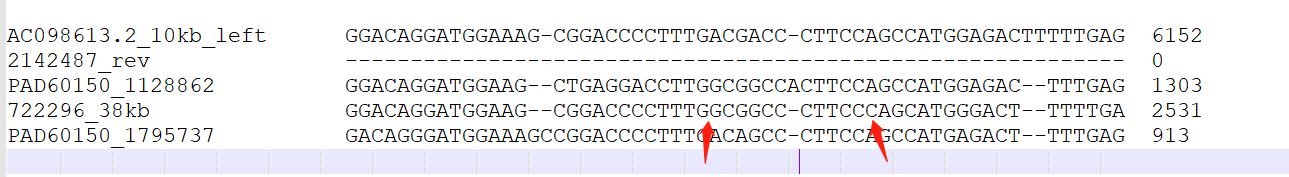 AC098613.2_10kb_left GGACAGGATGGAAAG-CGGACCCCTTTGACGACC-CTTCCAGCCATGGAGACTTTTTGAG 6152
2142487_rev ------------------------------------------------------------ 0
PAD60150_1128862 GGACAGGATGGAAG--CTGAGGACCTTGGCGGCCACTTCCAGCCATGGAGAC--TTTGAG 1303
722296_38kb GGACAGGATGGAAG--CGGACCCCTTTGGCGGCC-CTTCCCAGCATGGGACT--TTTTGA 2531
PAD60150_1795737 GACAGGGATGGAAAGCCGGACCCCTTTGACAGCC-CTTCCAGCCATGAGACT--TTTGAG 913